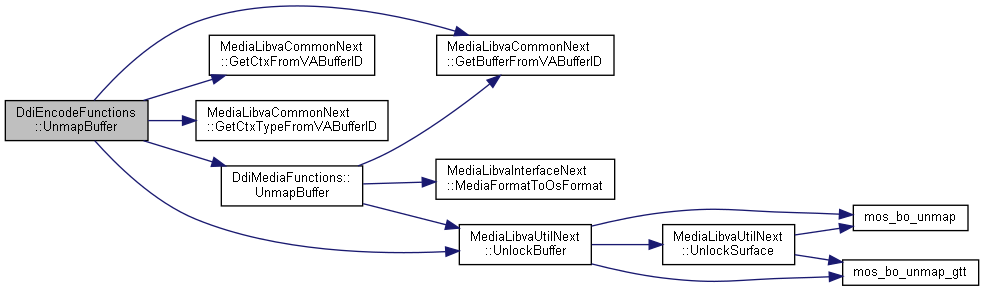 DdiEncodeFunctions
::UnmapBuffer
MediaLibvaCommonNext
::GetCtxFromVABufferID
MediaLibvaCommonNext
::GetCtxTypeFromVABufferID
DdiMediaFunctions::
UnmapBuffer
MediaLibvaCommonNext
::GetBufferFromVABufferID
MediaLibvaInterfaceNext
::MediaFormatToOsFormat
MediaLibvaUtilNext
::UnlockBuffer
MediaLibvaUtilNext
::UnlockSurface
mos_bo_unmap
mos_bo_unmap_gtt